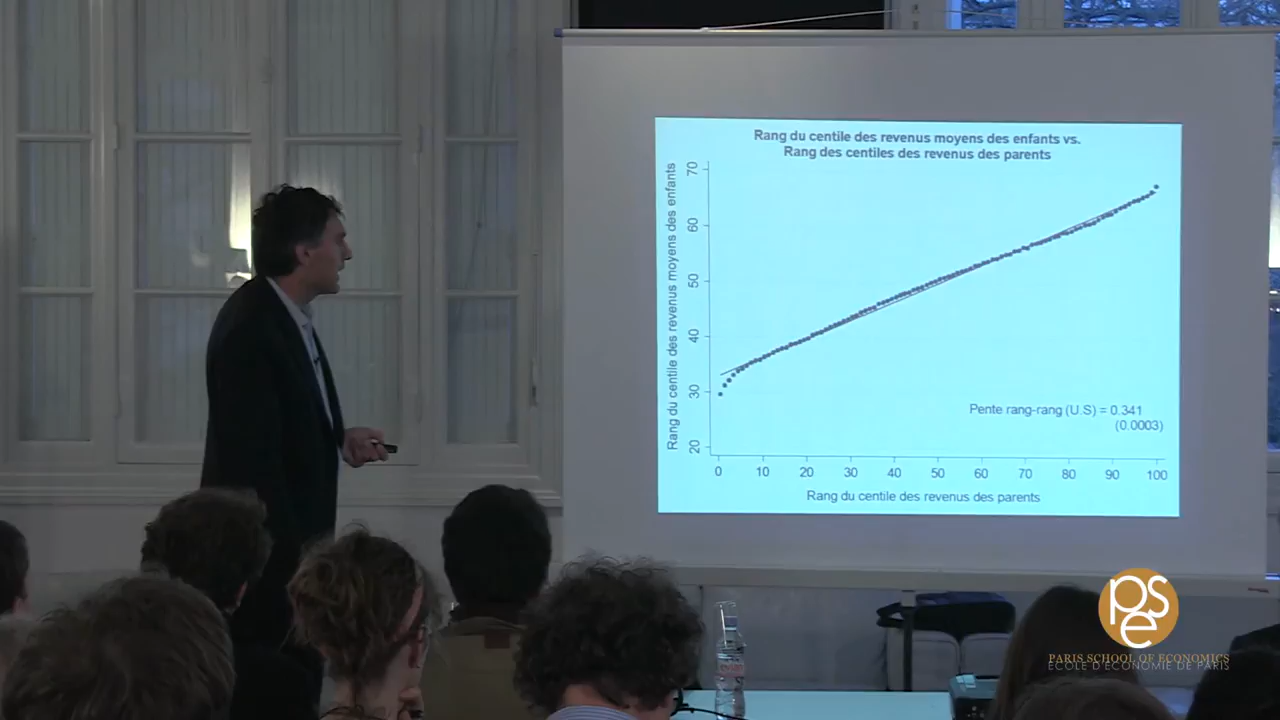 Rang du centile des revenus moyens des enfants vs.
Rang des centiles des revenus des parents
Rang du centile des revenus moyens des enfants
70
60
50
40
30
20
Pente rang-rang (U.S) = 0.341
(0.0003)
0 10 20 30 40 50 60 70 80 90 100
Rang du centile des revenus des parents
pse
PARIS SCHOOL OF ECONOMICS
ECOLE D'ECONOMIE DE PARIS